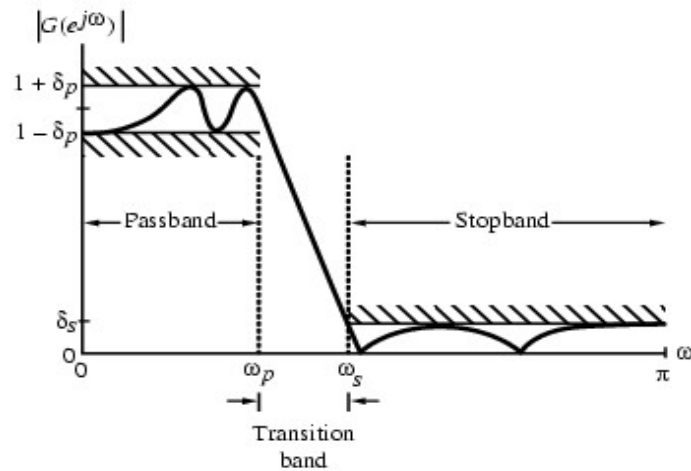 |G(e^{jω})|
1 + δ_p
1 – δ_p
Passband
Stopband
δ_s
0
0
ω_p
ω_s
π
ω
Transition
band